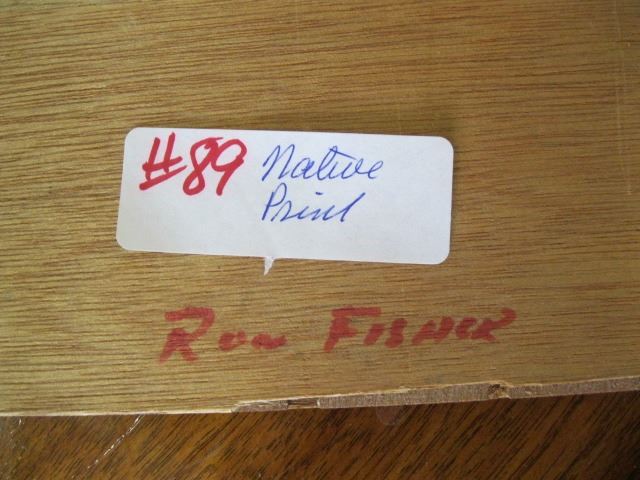 #89 Native
Print
Ron Fisher